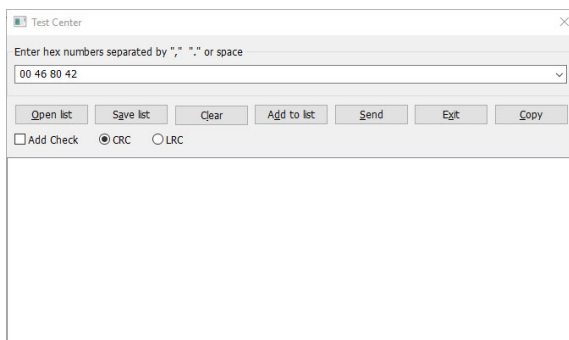 Test Center
Enter hex numbers separated by "," "." or space
00 46 80 42
Open list Save list Clear Add to list Send Exit Copy
Add Check CRC LRC